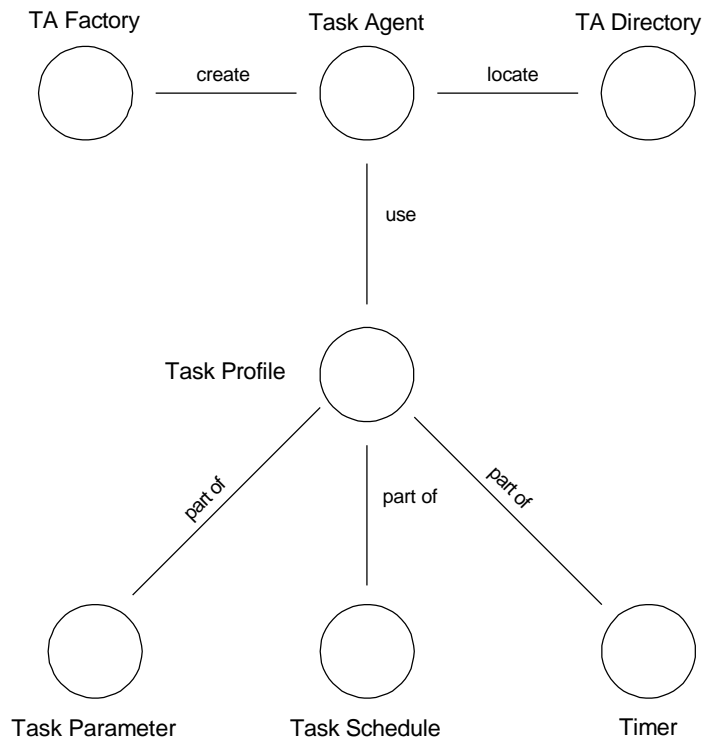 TA Factory
Task Agent
TA Directory
create
locate
use
Task Profile
part of
part of
part of
Task Parameter
Task Schedule
Timer